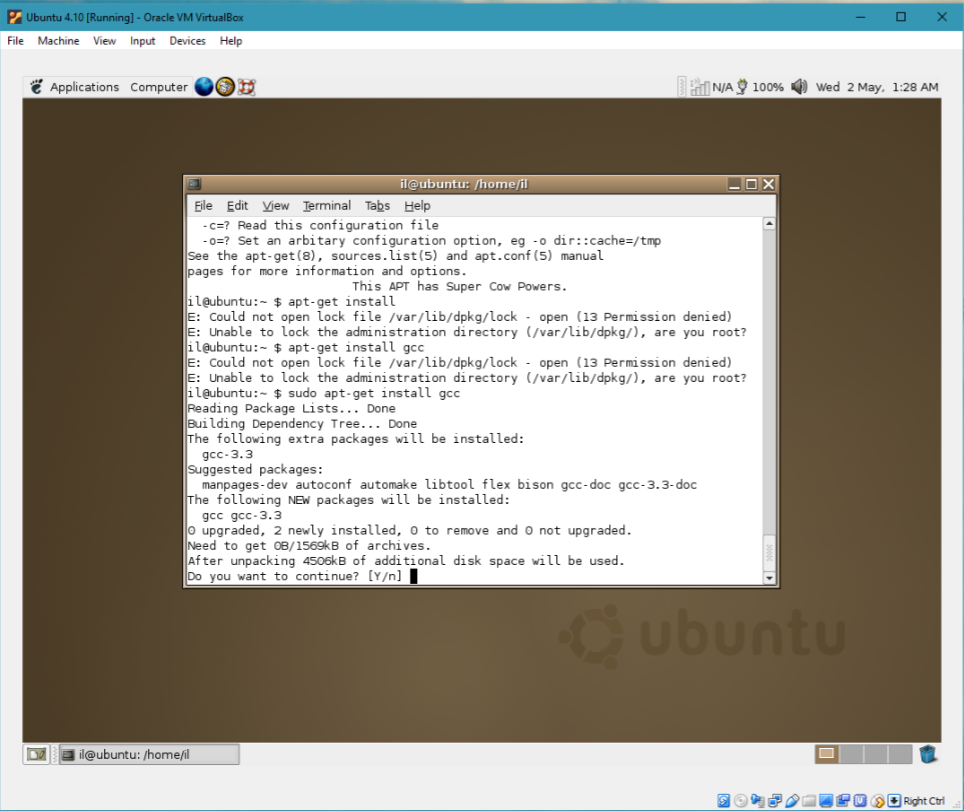 Ubuntu 4.10 [Running] - Oracle VM VirtualBox
File Machine View Input Devices Help
Applications Computer N/A 100% Wed 2 May, 1:28 AM
il@ubuntu: /home/il
File Edit View Terminal Tabs Help
-c=? Read this configuration file
-o=? Set an arbitary configuration option, eg -o dir::cache=/tmp
See the apt-get(8), sources.list(5) and apt.conf(5) manual
pages for more information and options.
This APT has Super Cow Powers.
il@ubuntu:~ $ apt-get install
E: Could not open lock file /var/lib/dpkg/lock - open (13 Permission denied)
E: Unable to lock the administration directory (/var/lib/dpkg/), are you root?
il@ubuntu:~ $ apt-get install gcc
E: Could not open lock file /var/lib/dpkg/lock - open (13 Permission denied)
E: Unable to lock the administration directory (/var/lib/dpkg/), are you root?
il@ubuntu:~ $ sudo apt-get install gcc
Reading Package Lists... Done
Building Dependency Tree... Done
The following extra packages will be installed:
gcc-3.3
Suggested packages:
manpages-dev autoconf automake libtool flex bison gcc-doc gcc-3.3-doc
The following NEW packages will be installed:
gcc gcc-3.3
0 upgraded, 2 newly installed, 0 to remove and 0 not upgraded.
Need to get 0B/1569kB of archives.
After unpacking 4506kB of additional disk space will be used.
Do you want to continue? [Y/n]
ubuntu
il@ubuntu: /home/il
Right Ctrl